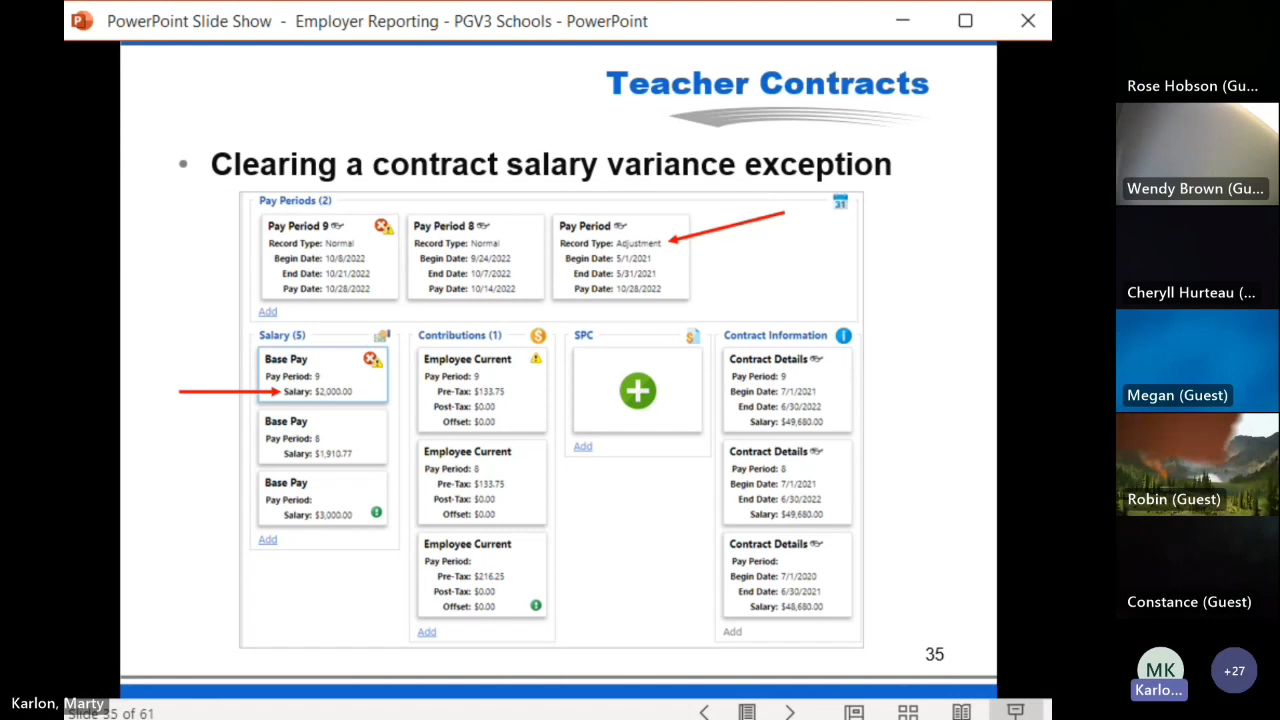 PowerPoint Slide Show - Employer Reporting - PGV3 Schools - PowerPoint
Teacher Contracts
• Clearing a contract salary variance exception
Pay Periods (2)
31
Pay Period 9
Record Type: Normal
Begin Date: 10/8/2022
End Date: 10/21/2022
Pay Date: 10/28/2022
Pay Period 8
Record Type: Normal
Begin Date: 9/24/2022
End Date: 10/7/2022
Pay Date: 10/14/2022
Pay Period
Record Type: Adjustment
Begin Date: 5/1/2021
End Date: 5/31/2021
Pay Date: 10/28/2022
Add
Salary (5)
Base Pay
Pay Period: 9
Salary: $2,000.00
Base Pay
Pay Period: 8
Salary: $1,910.77
Base Pay
Pay Period:
Salary: $3,000.00
Add
Contributions (1)
Employee Current
Pay Period: 9
Pre-Tax: $133.75
Post-Tax: $0.00
Offset: $0.00
Employee Current
Pay Period: 8
Pre-Tax: $133.75
Post-Tax: $0.00
Offset: $0.00
Employee Current
Pay Period:
Pre-Tax: $216.25
Post-Tax: $0.00
Offset: $0.00
Add
SPC
Add
Contract Information
Contract Details
Pay Period: 9
Begin Date: 7/1/2021
End Date: 6/30/2022
Salary: $49,680.00
Contract Details
Pay Period: 8
Begin Date: 7/1/2021
End Date: 6/30/2022
Salary: $49,680.00
Contract Details
Pay Period:
Begin Date: 7/1/2020
End Date: 6/30/2021
Salary: $48,680.00
Add
35
Karlon, Marty
Slide 35 of 61
Rose Hobson (Gu...
Wendy Brown (Gu...
Cheryll Hurteau (...
Megan (Guest)
Robin (Guest)
Constance (Guest)
MK
Karlo...
+27